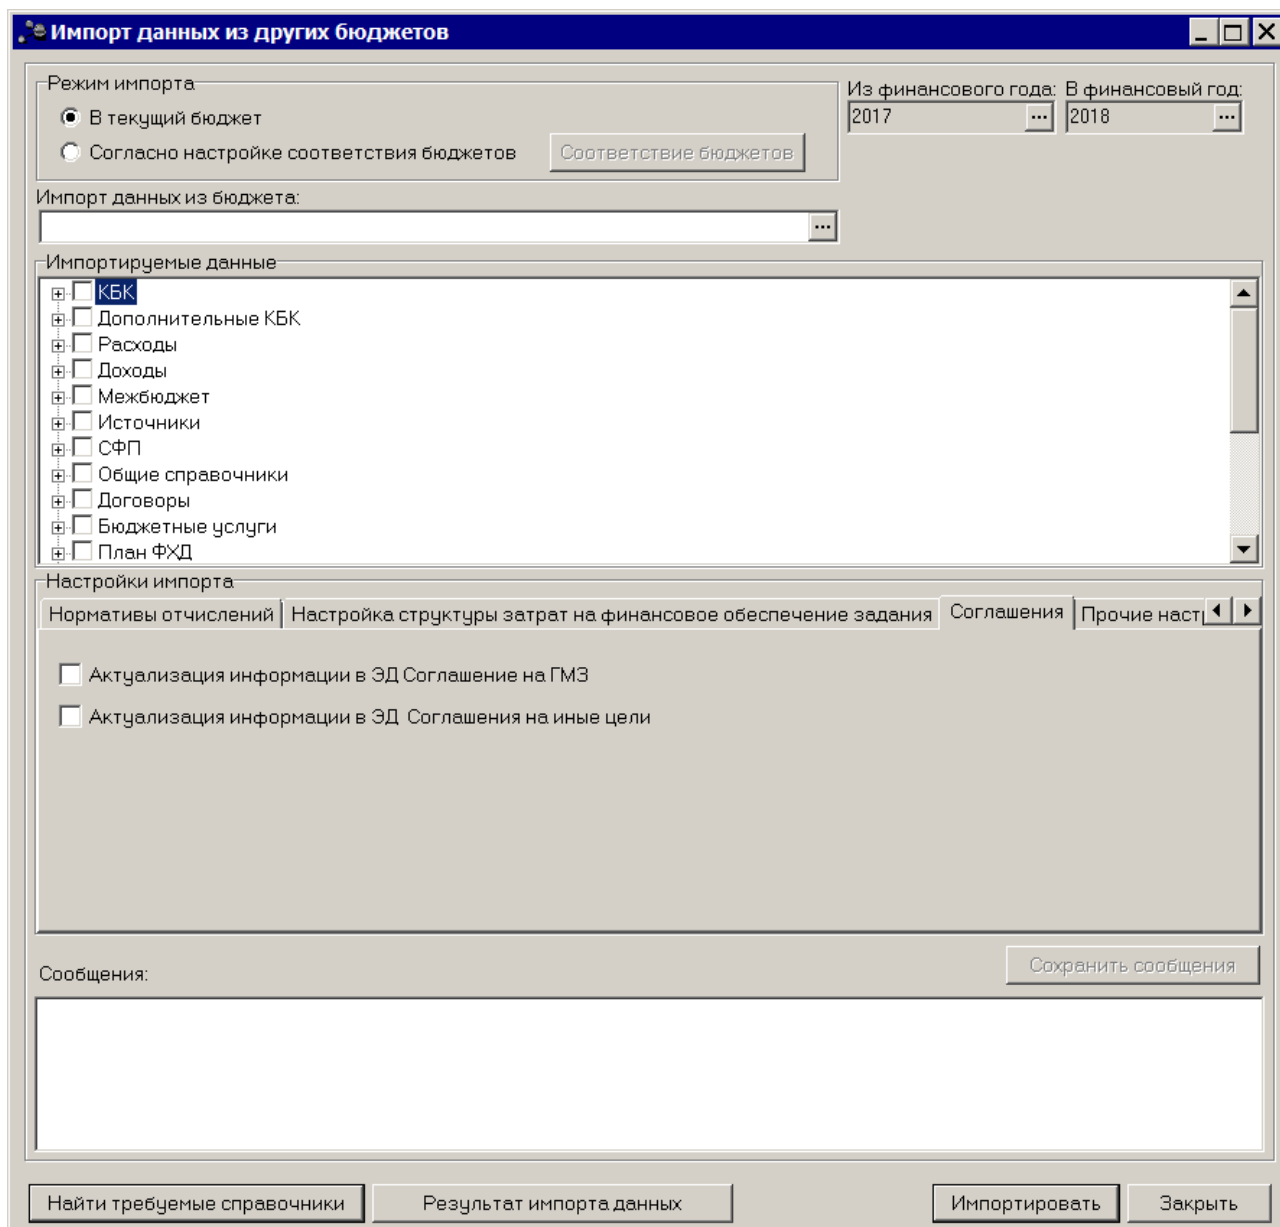 Импорт данных из других бюджетов
Режим импорта
Из финансового года: В финансовый год:
В текущий бюджет
2017 ... 2018 ...
Согласно настройке соответствия бюджетов Соответствие бюджетов
Импорт данных из бюджета:
...
Импортируемые данные
КБК
Дополнительные КБК
Расходы
Доходы
Межбюджет
Источники
СФП
Общие справочники
Договоры
Бюджетные услуги
План ФХД
Настройки импорта
Нормативы отчислений Настройка структуры затрат на финансовое обеспечение задания Соглашения Прочие наст
Актуализация информации в ЭД Соглашение на ГМЗ
Актуализация информации в ЭД Соглашения на иные цели
Сохранить сообщения
Сообщения:
Найти требуемые справочники Результат импорта данных Импортировать Закрыть